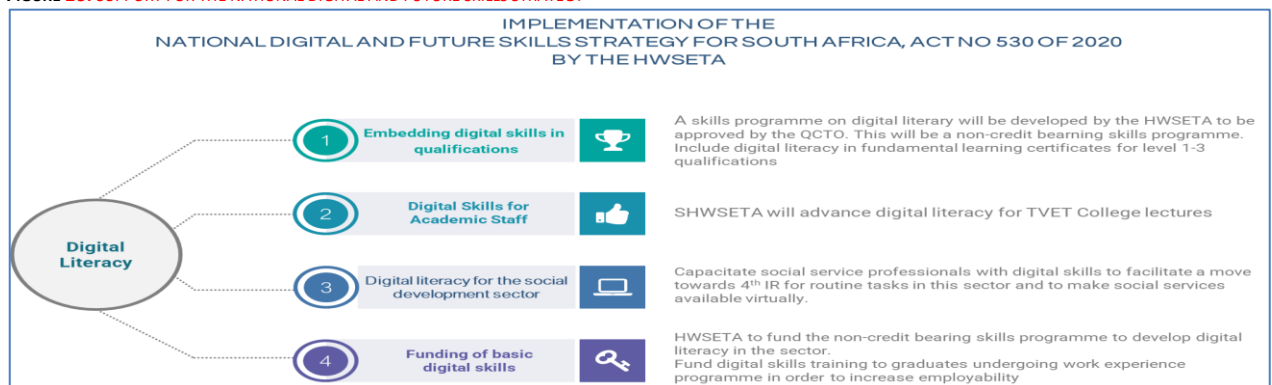 IMPLEMENTATION OF THE
NATIONAL DIGITAL AND FUTURE SKILLS STRATEGY FOR SOUTH AFRICA, ACT NO 530 OF 2020
BY THE HWSETA
Digital
Literacy
1
Embedding digital skills in
qualifications
A skills programme on digital literary will be developed by the HWSETA to be
approved by the QCTO. This will be a non-credit bearning skills programme.
Include digital literacy in fundamental learning certificates for level 1-3
qualifications
2
Digital Skills for
Academic Staff
SHWSETA will advance digital literacy for TVET College lectures
3
Digital literacy for the social
development sector
Capacitate social service professionals with digital skills to facilitate a move
towards 4th IR for routine tasks in this sector and to make social services
available virtually.
4
Funding of basic
digital skills
HWSETA to fund the non-credit bearing skills programme to develop digital
literacy in the sector.
Fund digital skills training to graduates undergoing work experience
programme in order to increase employability